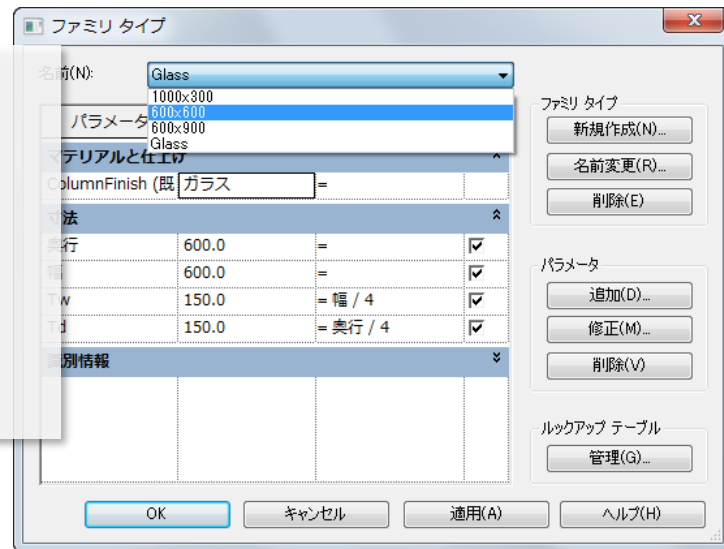 ファミリ タイプ
名前(N):
Glass
1000x300
600x600
600x900
Glass
パラメータ
マテリアルと仕上げ
ColumnFinish (既 ガラス =
寸法
奥行 600.0 =
幅 600.0 =
Tw 150.0 = 幅 / 4
Td 150.0 = 奥行 / 4
識別情報
ファミリ タイプ
新規作成(N)...
名前変更(R)...
削除(E)
パラメータ
追加(D)...
修正(M)...
削除(V)
ルックアップ テーブル
管理(G)...
OK キャンセル 適用(A) ヘルプ(H)